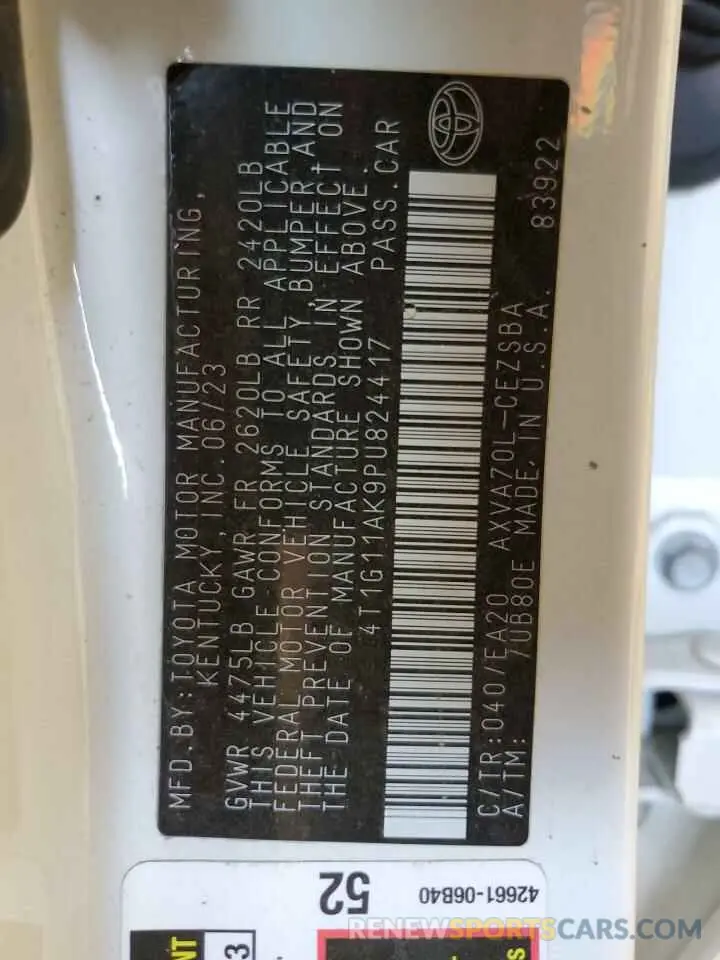 MFD.BY:TOYOTA MOTOR MANUFACTURING,
KENTUCKY,INC.06/23
GVWR 4475LB GAWR FR 2620LB RR 2420LB
THIS VEHICLE CONFORMS TO ALL APPLICABLE
FEDERAL MOTOR VEHICLE SAFETY,BUMPER,AND
THEFT PREVENTION STANDARDS IN EFFECT ON
THE DATE OF MANUFACTURE SHOWN ABOVE.
4T1G11AK9PU824417 PASS.CAR
C/TR:040/EA20 AXVA70L-CEZSBA
A/TM: /UB80E MADE IN U.S.A. 83922
52
42661-06B40
NT
3
s
RENEWSPORTSCARS.COM